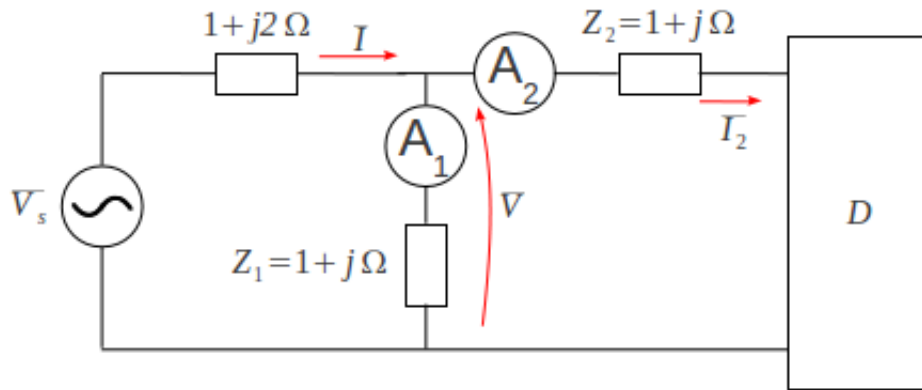 1+j2 Ω
I
Z₂=1+j Ω
A₂
I₂
A₁
V
Vₛ
D
Z₁=1+j Ω